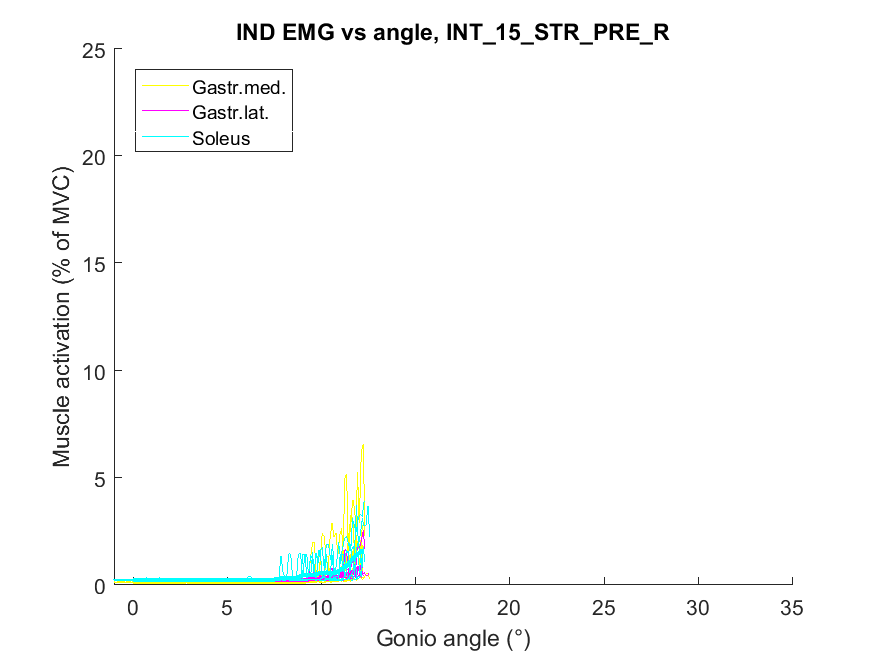 IND EMG vs angle, INT_15_STR_PRE_R
25
20
15
10
5
0
Muscle activation (% of MVC)
Gastr.med.
Gastr.lat.
Soleus
0 5 10 15 20 25 30 35
Gonio angle (°)